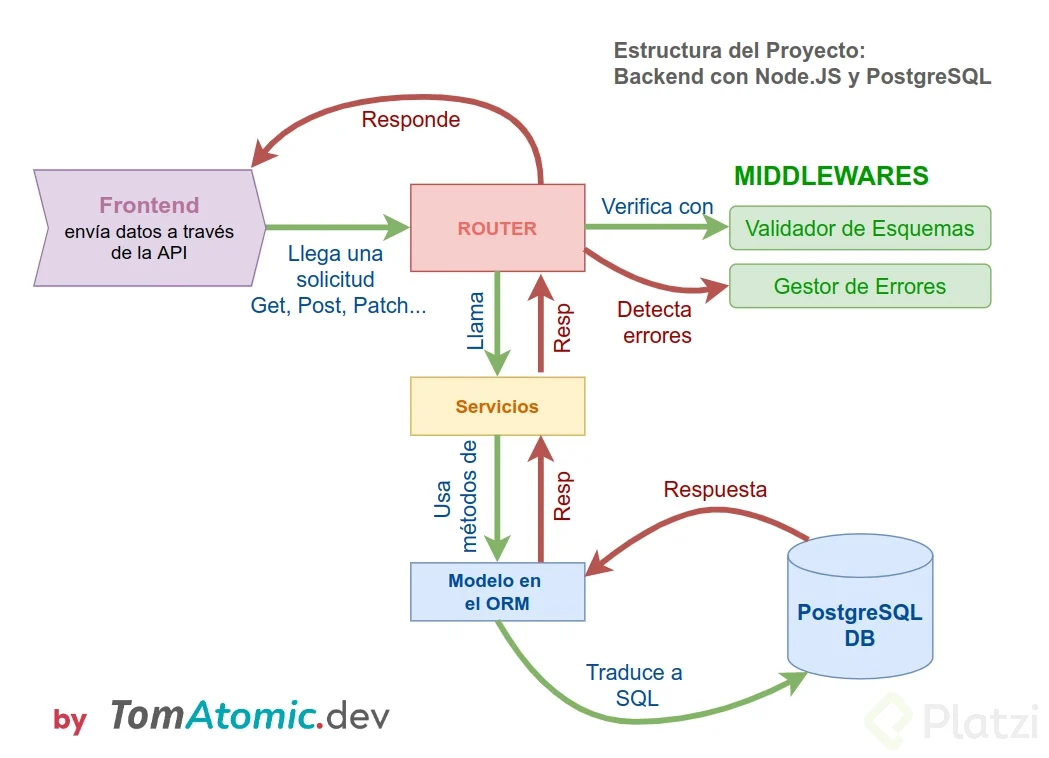 Estructura del Proyecto:
Backend con Node.JS y PostgreSQL
Responde
MIDDLEWARES
Frontend
envía datos a través
de la API
Llega una
solicitud
Get, Post, Patch...
ROUTER
Verifica con
Validador de Esquemas
Gestor de Errores
Detecta
errores
Llama
Resp
Servicios
Usa
métodos de
Resp
Respuesta
Modelo en
el ORM
PostgreSQL
DB
Traduce a
SQL
by TomAtomic.dev
Platzi